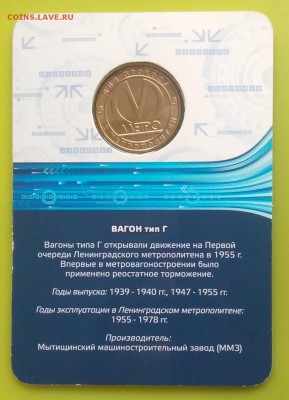 COINS.LAVE.RU
МЕТРО
ВАГОН тип Г
Вагоны типа Г открывали движение на Первой
очереди Ленинградского метрополитена в 1955 г.
Впервые в метровагоностроении было
применено реостатное торможение.
Годы выпуска: 1939 - 1940 гг., 1947 - 1955 гг.
Годы эксплуатации в Ленинградском метрополитене:
1955 - 1978 гг.
Производитель:
Мытищинский машиностроительный завод (ММЗ)